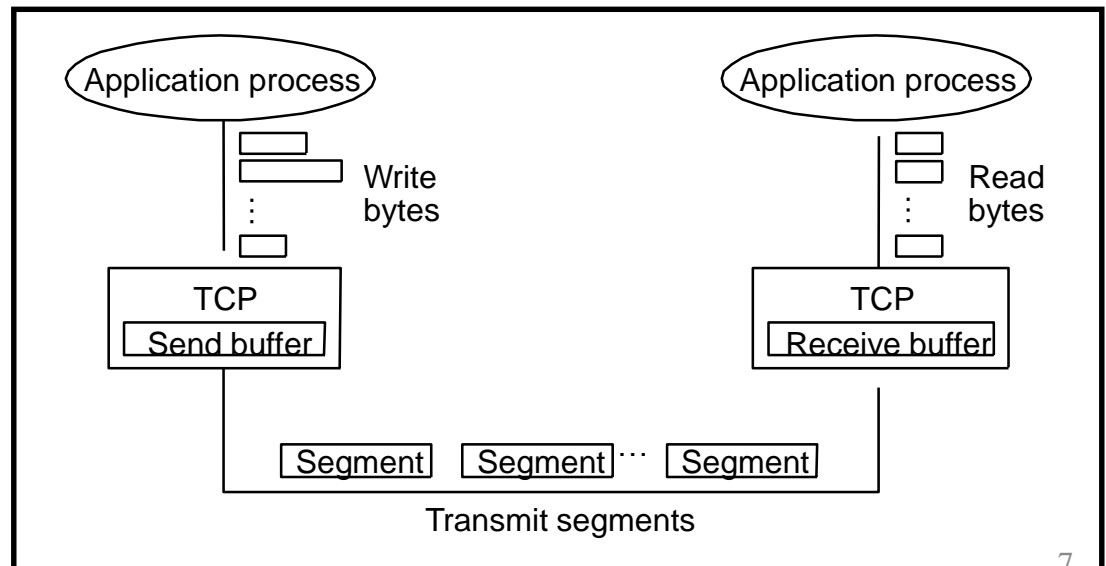 Application process
Application process
Write
bytes
⋮
Read
bytes
⋮
TCP
Send buffer
TCP
Receive buffer
Segment Segment ... Segment
Transmit segments
7